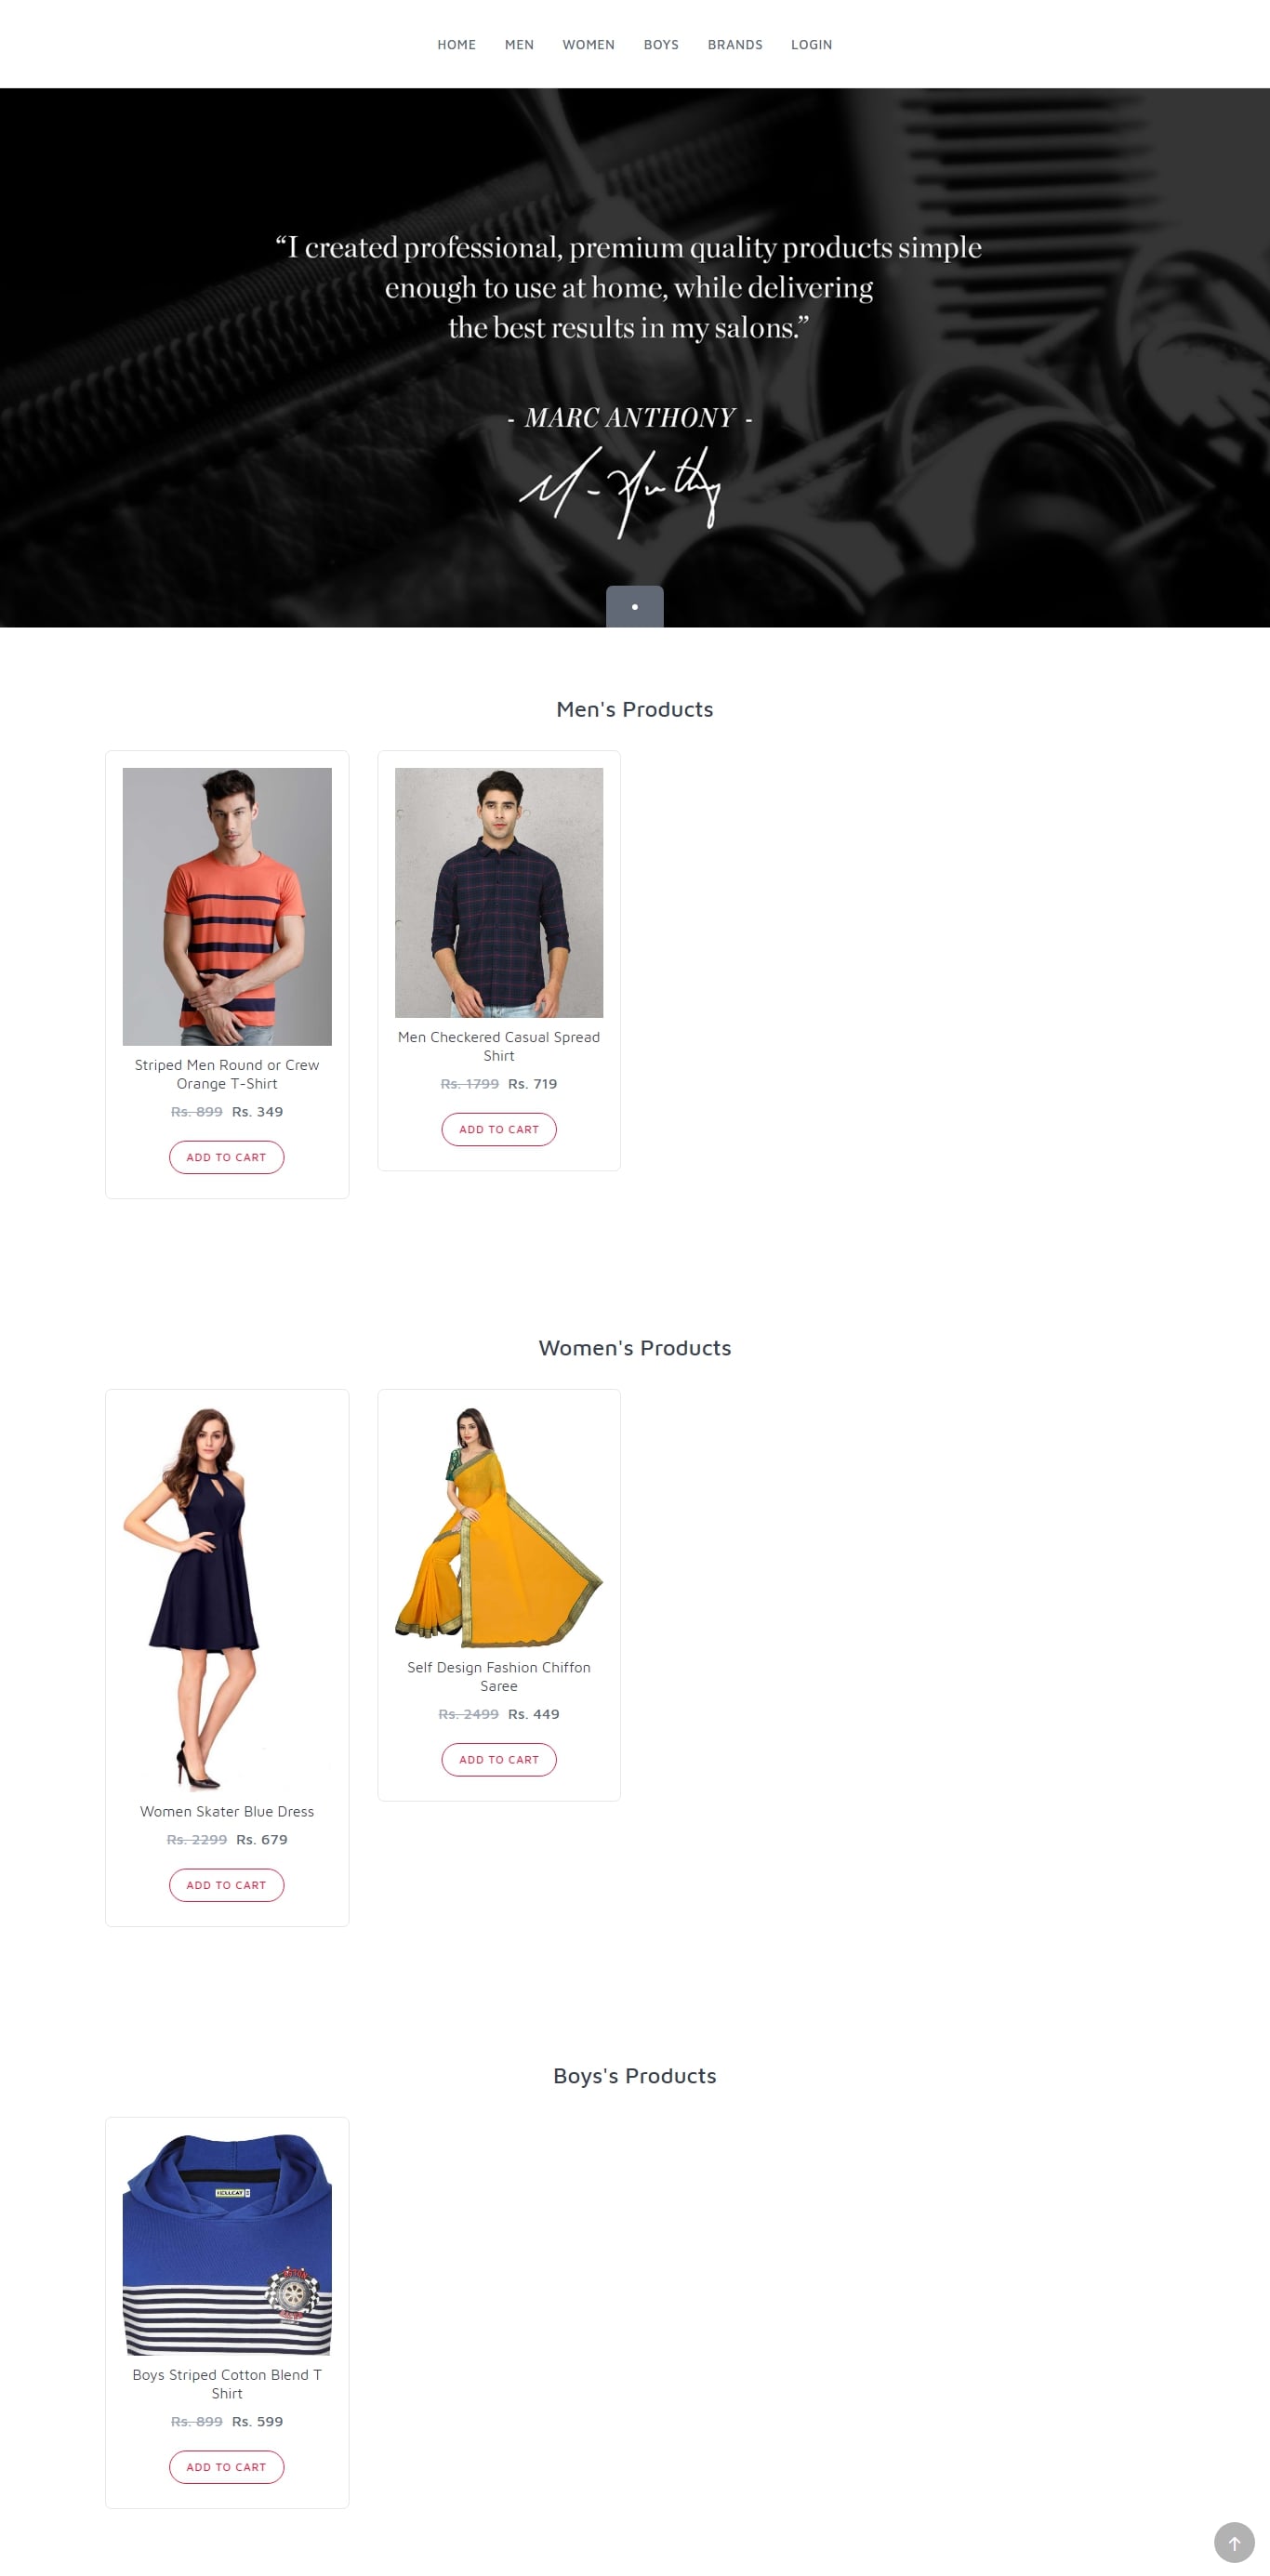 HOME MEN WOMEN BOYS BRANDS LOGIN
“I created professional, premium quality products simple
enough to use at home, while delivering
the best results in my salons.”
- MARC ANTHONY -
Men's Products
Striped Men Round or Crew
Orange T-Shirt
Rs. 899 Rs. 349
ADD TO CART
Men Checkered Casual Spread
Shirt
Rs. 1799 Rs. 719
ADD TO CART
Women's Products
Women Skater Blue Dress
Rs. 2299 Rs. 679
ADD TO CART
Self Design Fashion Chiffon
Saree
Rs. 2499 Rs. 449
ADD TO CART
Boys's Products
HELLCAT
Boys Striped Cotton Blend T
Shirt
Rs. 899 Rs. 599
ADD TO CART